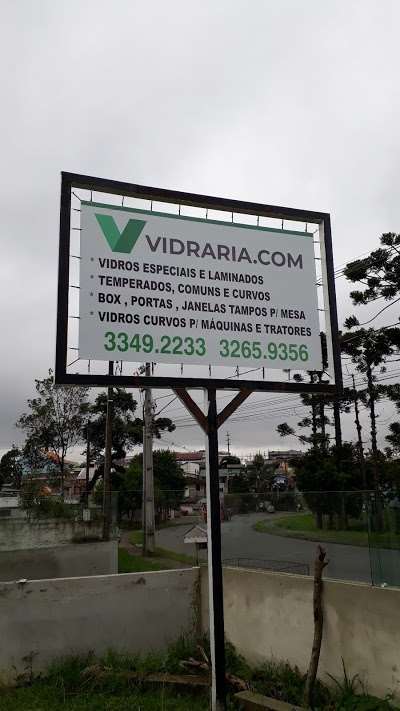 VIDRARIA.COM
* VIDROS ESPECIAIS E LAMINADOS
* TEMPERADOS, COMUNS E CURVOS
* BOX , PORTAS , JANELAS TAMPOS P/ MESA
* VIDROS CURVOS P/ MÁQUINAS E TRATORES
3349.2233 3265.9356